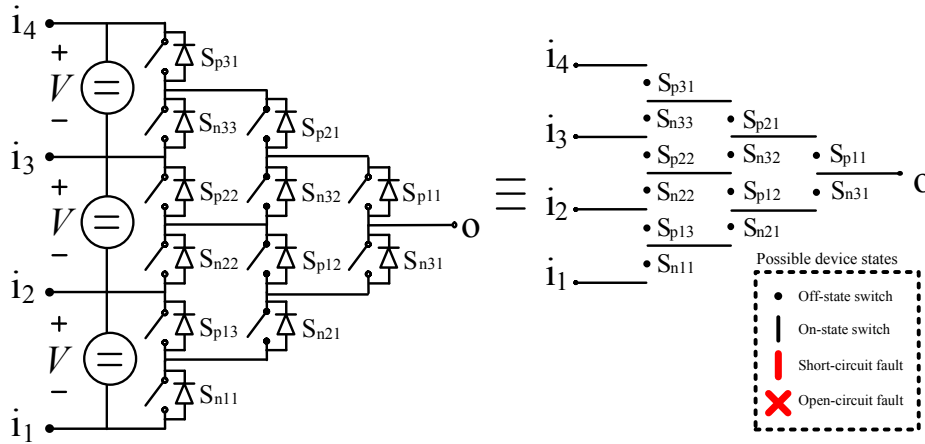 i4
+
V
−
Sp31
Sn33
Sp21
i3
+
V
−
Sp22
Sn32
Sp11
o
Sn22
Sp12
Sn31
i2
+
V
−
Sp13
Sn21
Sn11
i1
=
=
=
≡
i4
Sp31
Sn33
Sp21
i3
Sp22
Sn32
Sp11
o
Sn22
Sp12
Sn31
i2
Sp13
Sn21
Sn11
i1
Possible device states
Off-state switch
On-state switch
Short-circuit fault
Open-circuit fault